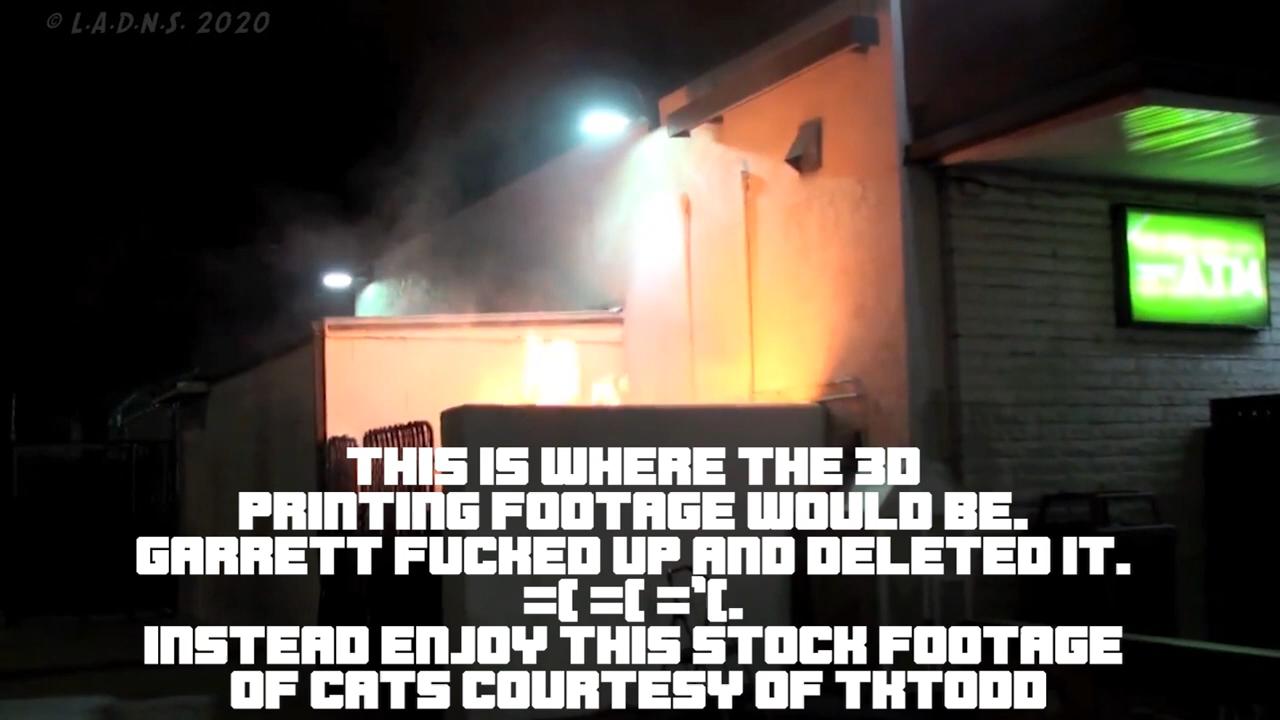 © L.A.D.N.S. 2020
ATM
THIS IS WHERE THE 3D
PRINTING FOOTAGE WOULD BE.
GARRETT FUCKED UP AND DELETED IT.
=( =( ='(.
INSTEAD ENJOY THIS STOCK FOOTAGE
OF CATS COURTESY OF TKTODD